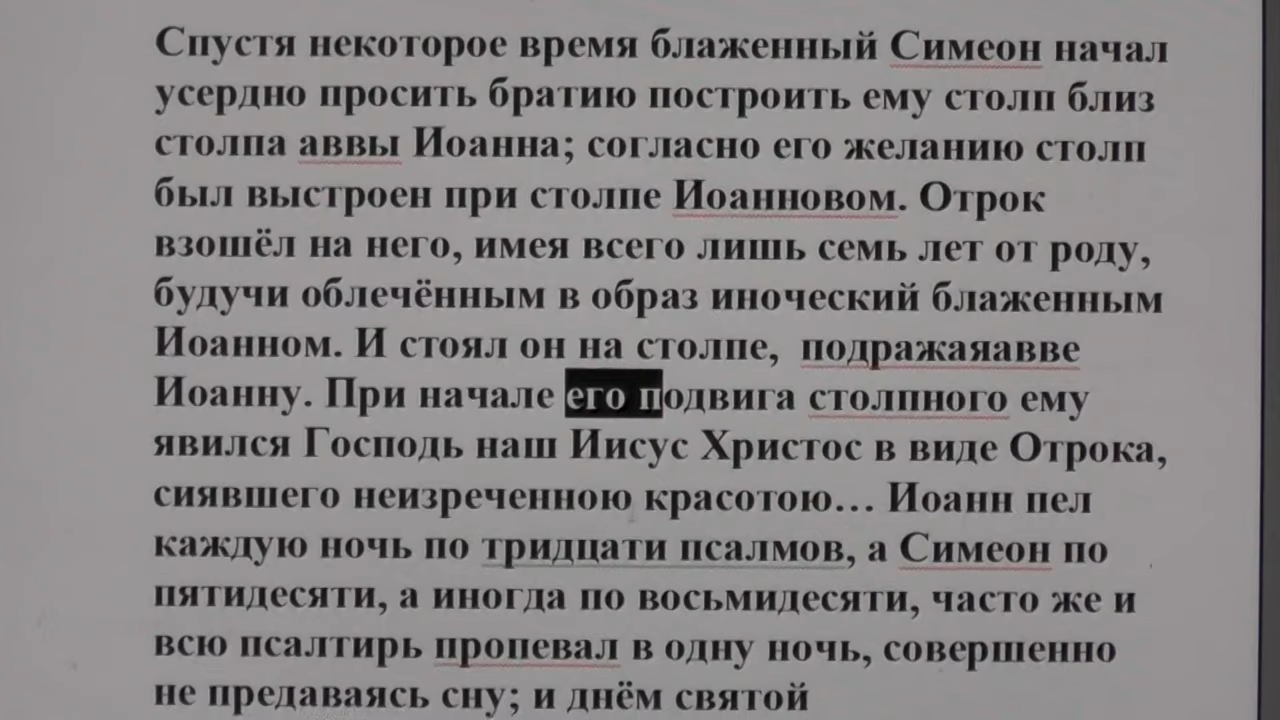 Спустя некоторое время блаженный Симеон начал
усердно просить братию построить ему столп близ
столпа аввы Иоанна; согласно его желанию столп
был выстроен при столпе Иоанновом. Отрок
взошёл на него, имея всего лишь семь лет от роду,
будучи облечённым в образ иноческий блаженным
Иоанном. И стоял он на столпе, подражаяавве
Иоанну. При начале его подвига столпного ему
явился Господь наш Иисус Христос в виде Отрока,
сиявшего неизреченною красотою… Иоанн пел
каждую ночь по тридцати псалмов, а Симеон по
пятидесяти, а иногда по восьмидесяти, часто же и
всю псалтирь пропевал в одну ночь, совершенно
не предаваясь сну; и днём святой